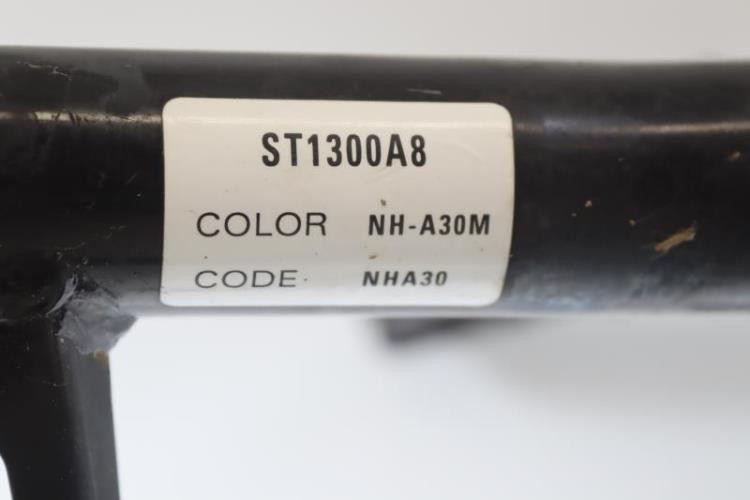 ST1300A8
COLOR NH-A30M
CODE NHA30